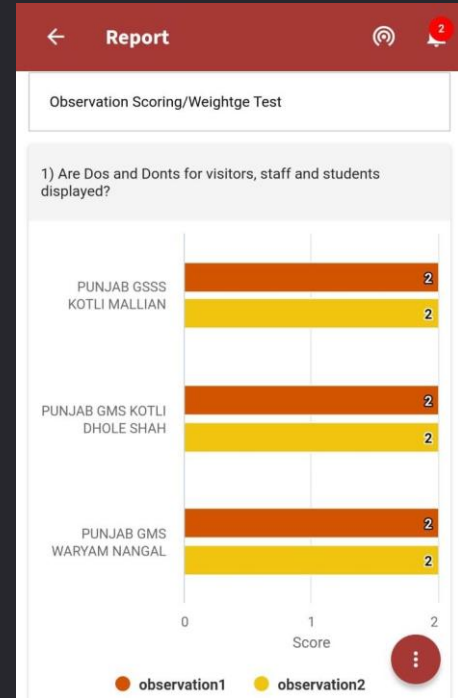 Report
2
Observation Scoring/Weightge Test
1) Are Dos and Donts for visitors, staff and students
displayed?
PUNJAB GSSS
KOTLI MALLIAN
2
2
PUNJAB GMS KOTLI
DHOLE SHAH
2
2
PUNJAB GMS
WARYAM NANGAL
2
2
0 1 2
Score
observation1 observation2